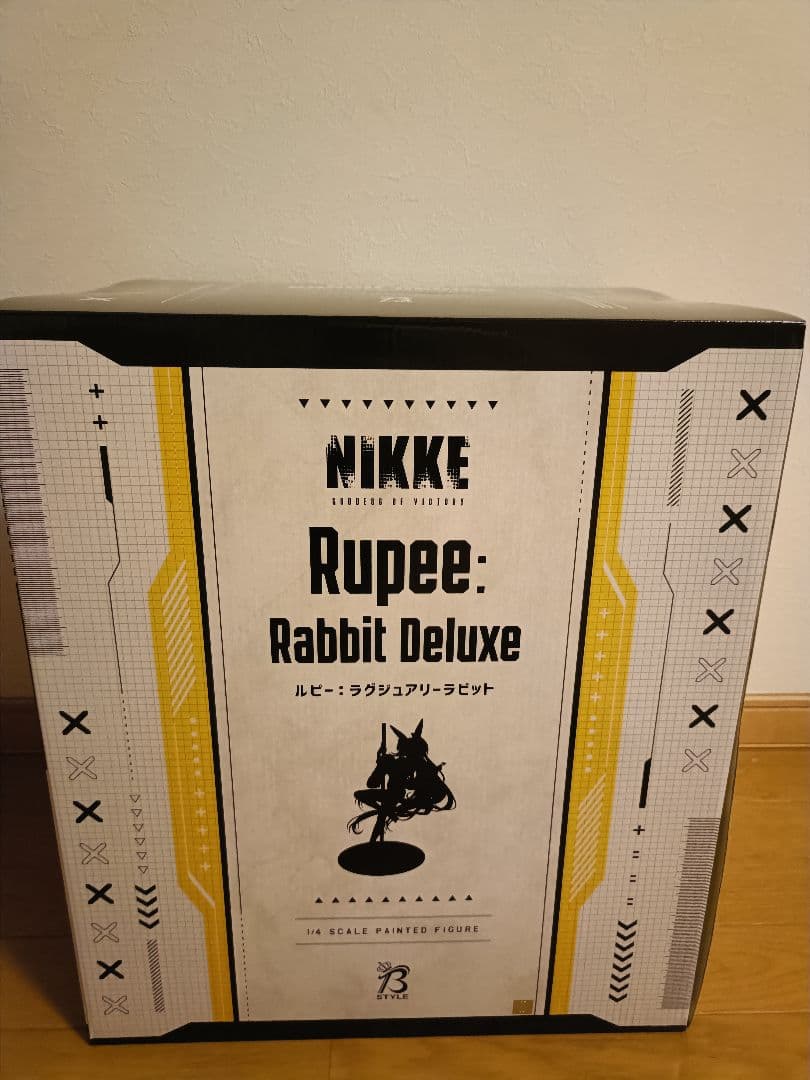 NIKKE
GODDESS OF VICTORY
Rupee:
Rabbit Deluxe
ルピー：ラグジュアリーラビット
1/4 SCALE PAINTED FIGURE
B
STYLE